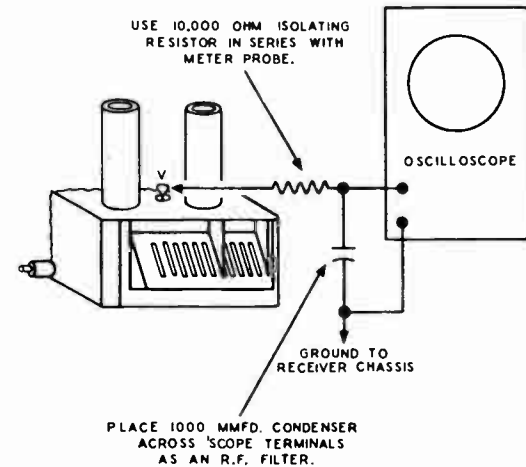 USE 10,000 OHM ISOLATING
RESISTOR IN SERIES WITH
METER PROBE.
V
OSCILLOSCOPE
GROUND TO
RECEIVER CHASSIS
PLACE 1000 MMFD. CONDENSER
ACROSS 'SCOPE TERMINALS
AS AN R.F. FILTER.